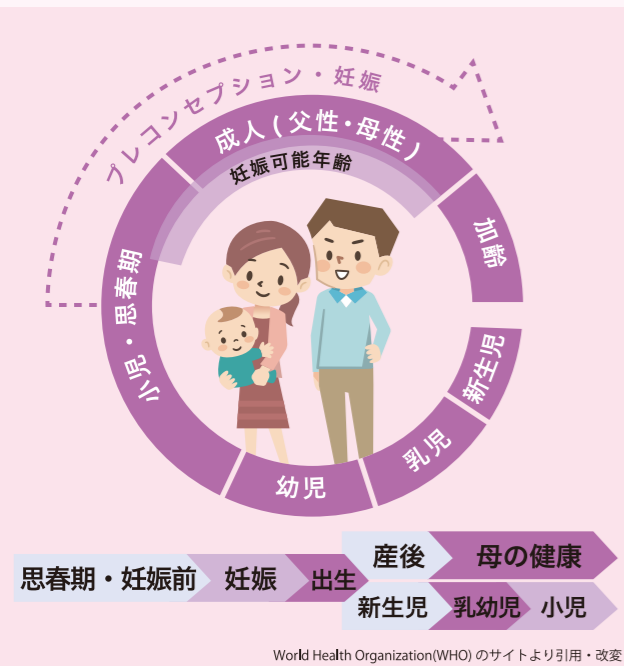 プレコンセプション・妊娠
成人(父性・母性)
妊娠可能年齢
加齢
小児・思春期
新生児
乳児
幼児
思春期・妊娠前
妊娠
出生
産後
母の健康
新生児
乳幼児
小児
World Health Organization(WHO) のサイトより引用・改変